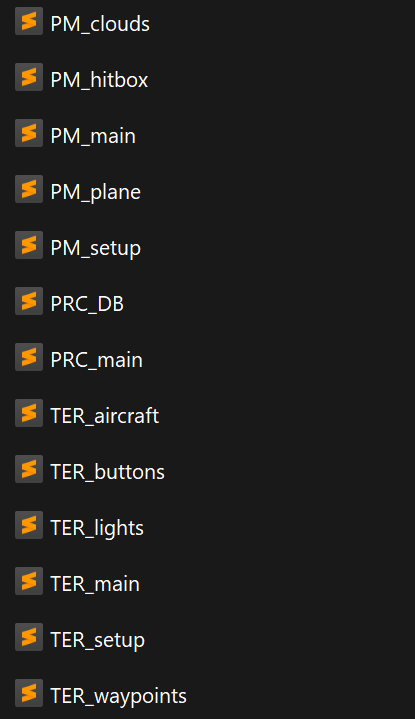 PM_clouds
PM_hitbox
PM_main
PM_plane
PM_setup
PRC_DB
PRC_main
TER_aircraft
TER_buttons
TER_lights
TER_main
TER_setup
TER_waypoints